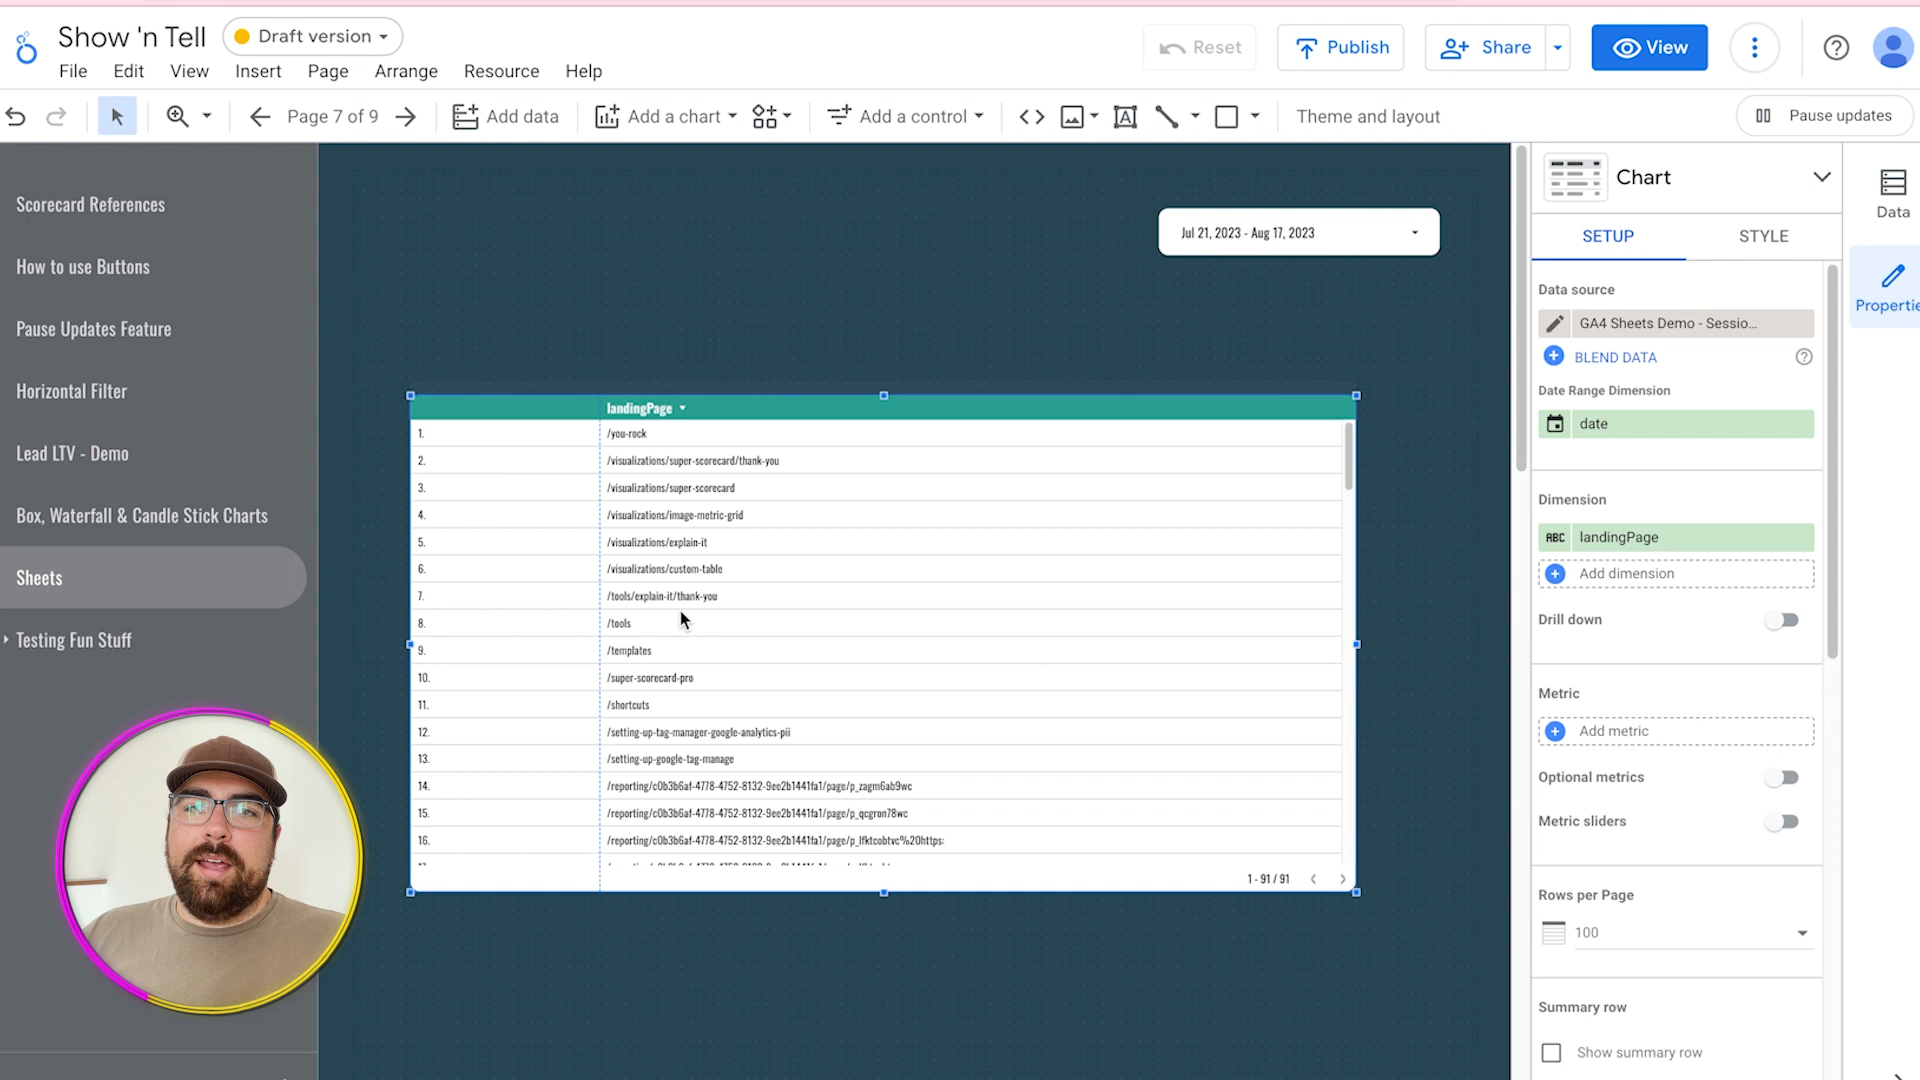 Show 'n Tell
Draft version
Reset
Publish
Share
View
File
Edit
View
Insert
Page
Arrange
Resource
Help
Page 7 of 9
Add data
Add a chart
Add a control
Theme and layout
Pause updates
Scorecard References
How to use Buttons
Pause Updates Feature
Horizontal Filter
Lead LTV - Demo
Box, Waterfall & Candle Stick Charts
Sheets
Testing Fun Stuff
Jul 21, 2023 - Aug 17, 2023
landingPage
1. /you-rock
2. /visualizations/super-scorecard/thank-you
3. /visualizations/super-scorecard
4. /visualizations/image-metric-grid
5. /visualizations/explain-it
6. /visualizations/custom-table
7. /tools/explain-it/thank-you
8. /tools
9. /templates
10. /super-scorecard-pro
11. /shortcuts
12. /setting-up-tag-manager-google-analytics-pii
13. /setting-up-google-tag-manage
14. /reporting/c0b3b6af-4778-4752-8132-9ee2b1441fa1/page/p_zagm6ab9wc
15. /reporting/c0b3b6af-4778-4752-8132-9ee2b1441fa1/page/p_qcgron78wc
16. /reporting/c0b3b6af-4778-4752-8132-9ee2b1441fa1/page/p_lfktcobtvc%20https:
1 - 91 / 91
Chart
SETUP
STYLE
Data source
GA4 Sheets Demo - Sessio...
BLEND DATA
Date Range Dimension
date
Dimension
ABC landingPage
Add dimension
Drill down
Metric
Add metric
Optional metrics
Metric sliders
Rows per Page
100
Summary row
Show summary row
Data
Propertie